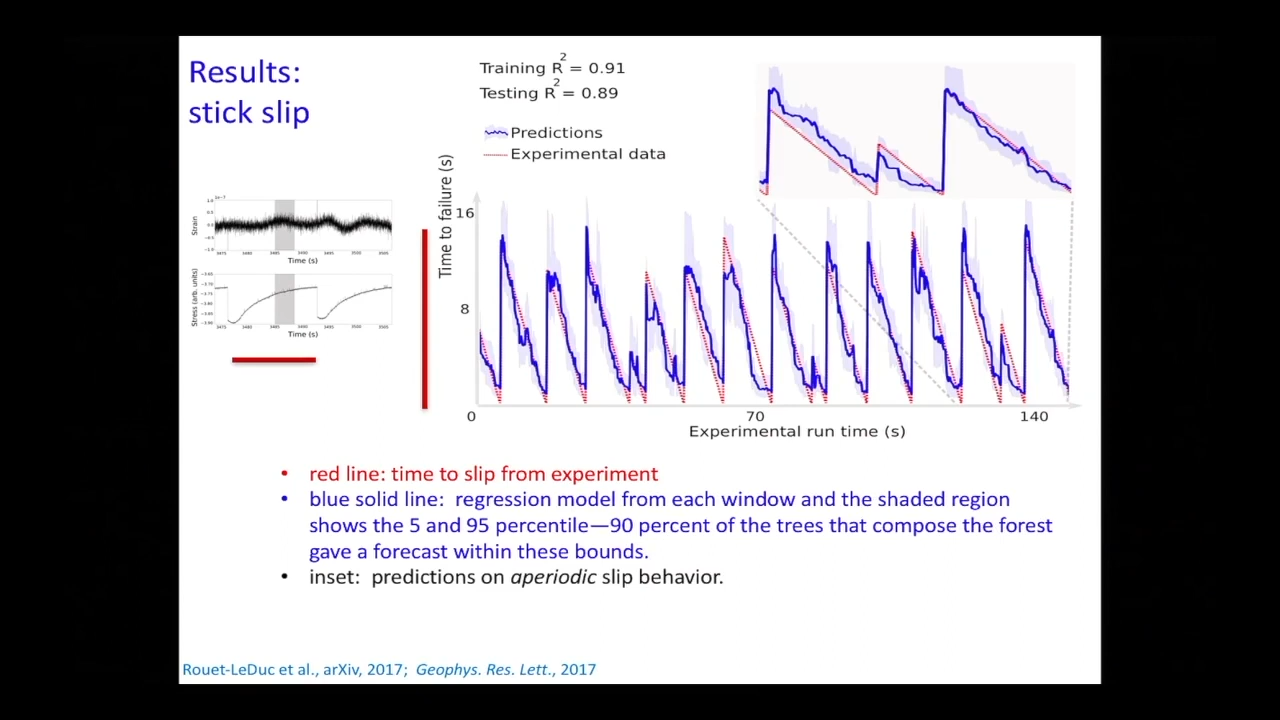 Results:
stick slip
Training R² = 0.91
Testing R² = 0.89
Predictions
Experimental data
Time to failure (s)
16
8
0
70
140
Experimental run time (s)
Strain
Time (s)
Stress (arb. units)
Time (s)
• red line: time to slip from experiment
• blue solid line: regression model from each window and the shaded region
shows the 5 and 95 percentile—90 percent of the trees that compose the forest
gave a forecast within these bounds.
• inset: predictions on aperiodic slip behavior.
Rouet-LeDuc et al., arXiv, 2017; Geophys. Res. Lett., 2017